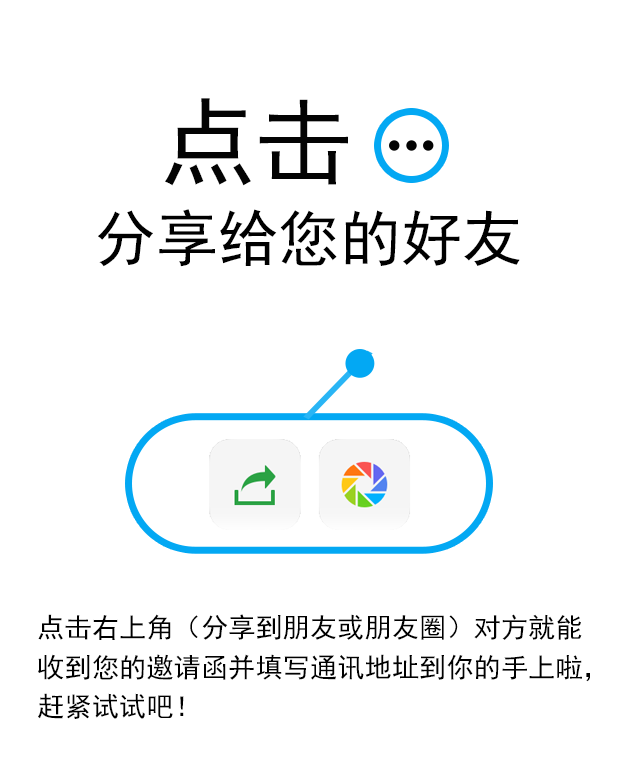 点击
分享给您的好友
点击右上角（分享到朋友或朋友圈）对方就能
收到您的邀请函并填写通讯地址到你的手上啦，
赶紧试试吧！